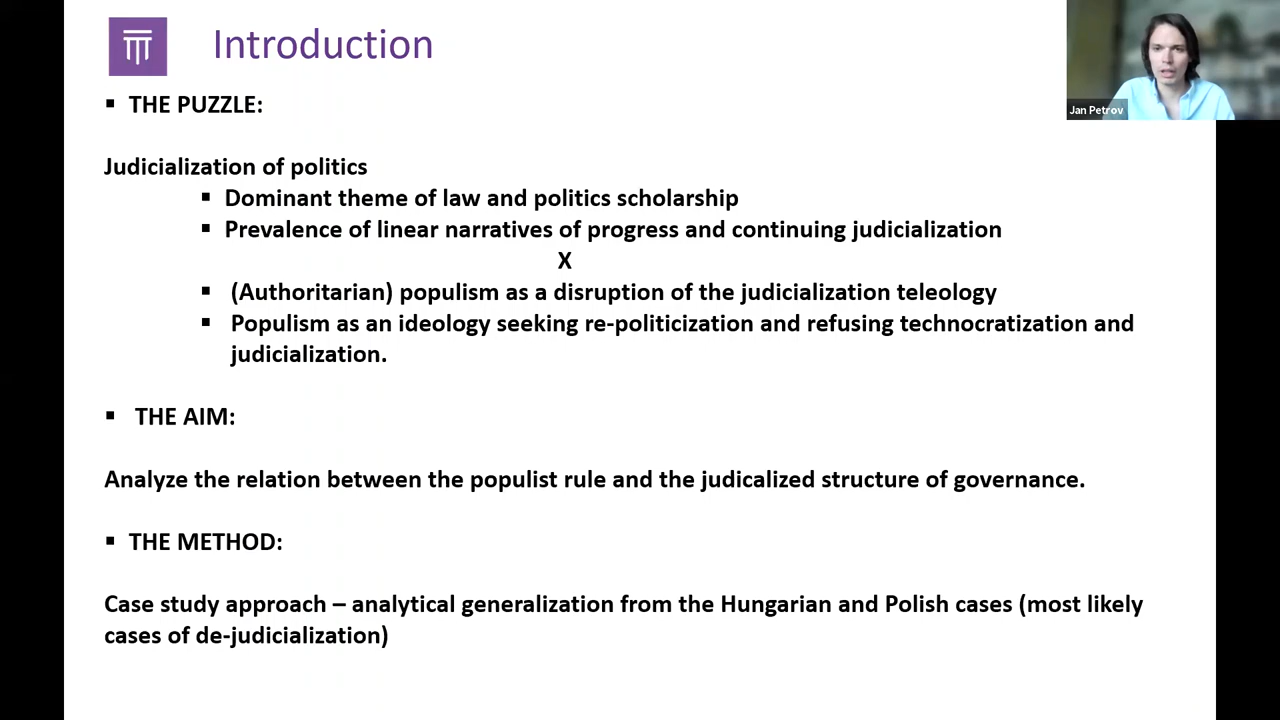 Introduction
▪ THE PUZZLE:
Judicialization of politics
▪ Dominant theme of law and politics scholarship
▪ Prevalence of linear narratives of progress and continuing judicialization
X
▪ (Authoritarian) populism as a disruption of the judicialization teleology
▪ Populism as an ideology seeking re-politicization and refusing technocratization and
judicialization.
▪ THE AIM:
Analyze the relation between the populist rule and the judicalized structure of governance.
▪ THE METHOD:
Case study approach – analytical generalization from the Hungarian and Polish cases (most likely
cases of de-judicialization)
Jan Petrov